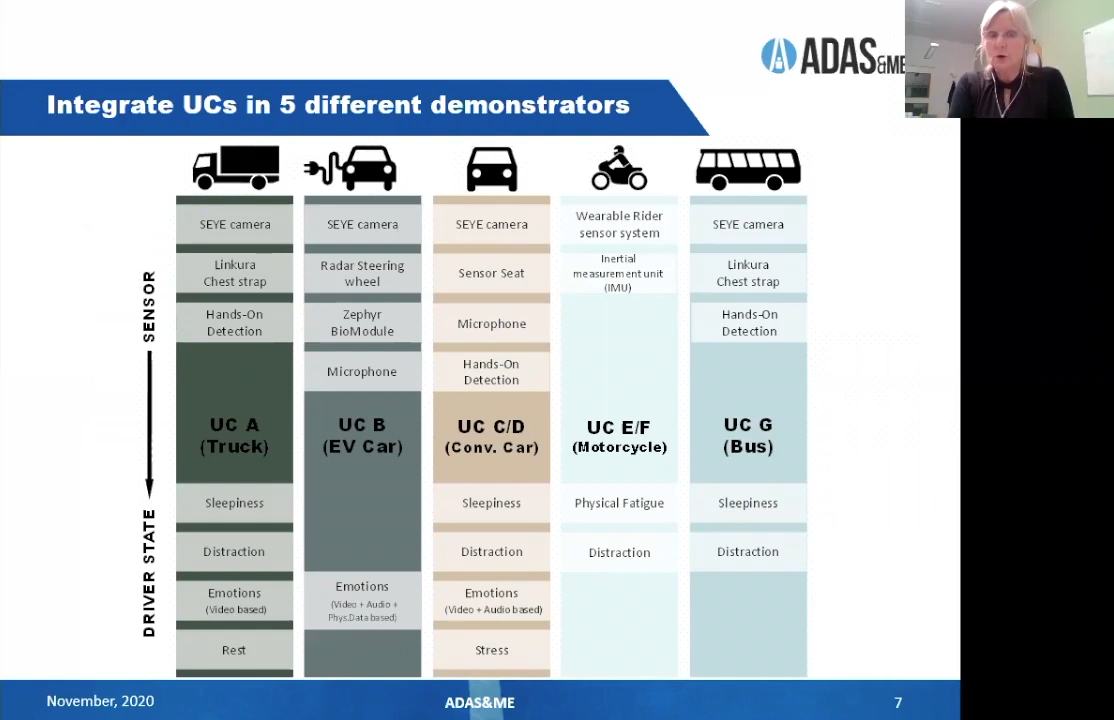 ADAS&ME
Integrate UCs in 5 different demonstrators
SENSOR
DRIVER STATE
SEYE camera
Linkura
Chest strap
Hands-On
Detection
UC A
(Truck)
Sleepiness
Distraction
Emotions
(Video based)
Rest
SEYE camera
Radar Steering
wheel
Zephyr
BioModule
Microphone
UC B
(EV Car)
Emotions
(Video + Audio +
Phys.Data based)
SEYE camera
Sensor Seat
Microphone
Hands-On
Detection
UC C/D
(Conv. Car)
Sleepiness
Distraction
Emotions
(Video + Audio based)
Stress
Wearable Rider
sensor system
Inertial
measurement unit
(IMU)
UC E/F
(Motorcycle)
Physical Fatigue
Distraction
SEYE camera
Linkura
Chest strap
Hands-On
Detection
UC G
(Bus)
Sleepiness
Distraction
November, 2020
ADAS&ME
7